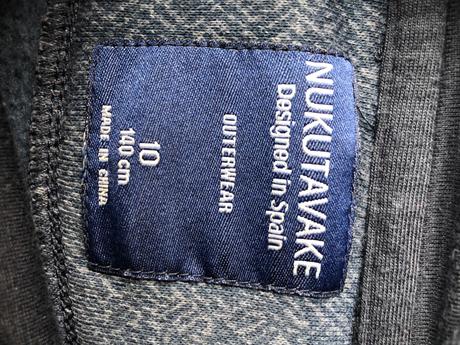 NUKUTAVAKE
Designed in Spain
OUTERWEAR
10
140 cm
MADE IN CHINA